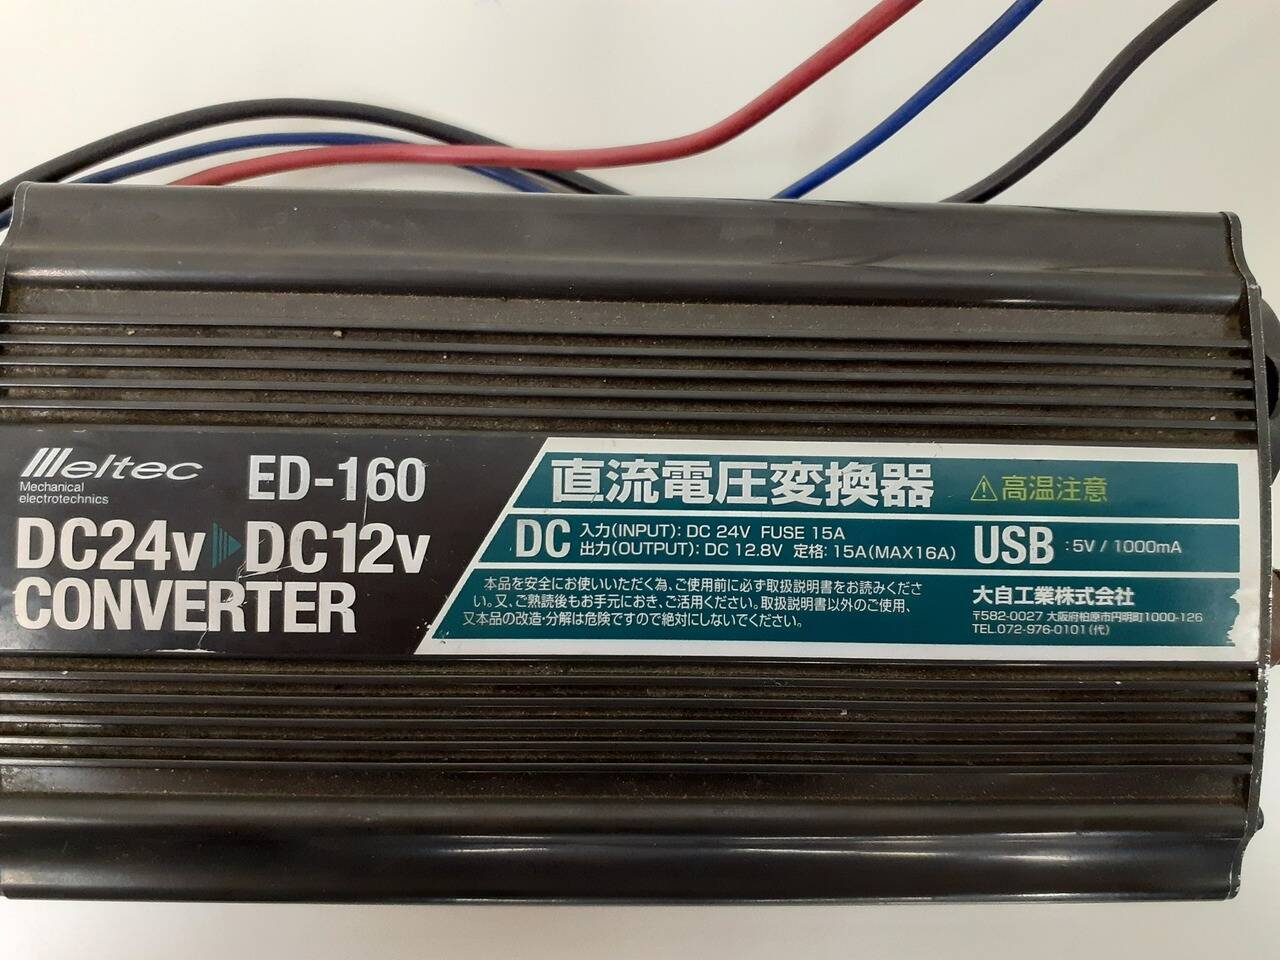 Meltec
Mechanical
electrotechnics
ED-160
DC24v DC12v
CONVERTER
直流電圧変換器
高温注意
DC 入力(INPUT): DC 24V FUSE 15A
出力(OUTPUT): DC 12.8V 定格: 15A(MAX16A)
USB :5V / 1000mA
本品を安全にお使いいただく為、ご使用前に必ず取扱説明書をお読みくださ
い。又、ご熟読後もお手元におき、ご活用ください。取扱説明書以外のご使用、
又本品の改造・分解は危険ですので絶対にしないでください。
大自工業株式会社
〒582-0027 大阪府柏原市円明町1000-126
TEL.072-976-0101(代)